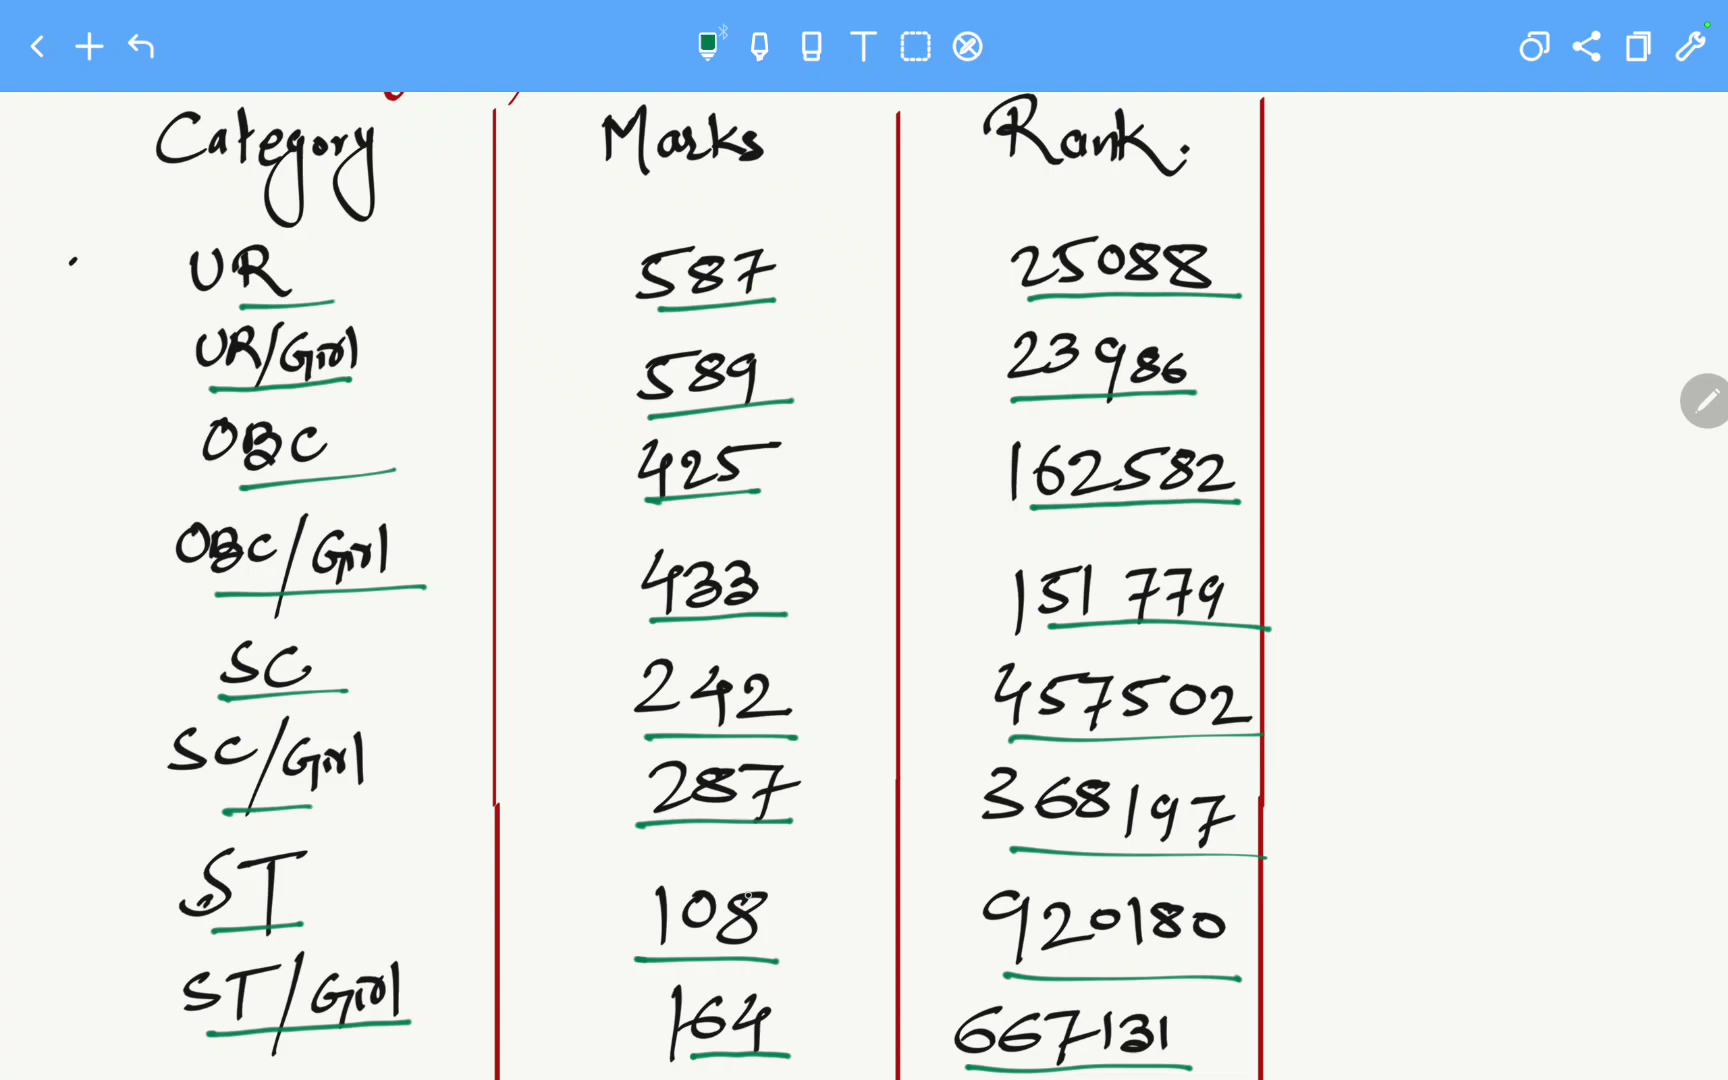 Category Marks Rank.
UR 587 25088
UR/Girl 589 23986
OBC 425 162582
OBC/Girl 433 151779
SC 242 457502
SC/Girl 287 368197
ST 108 920180
ST/Girl 164 667131